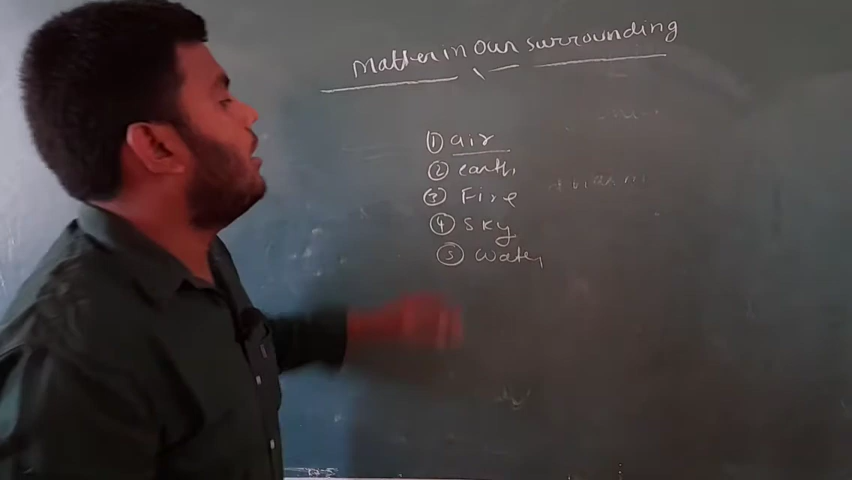 Matter in Our surrounding
① air
② earth
③ Fire
④ Sky
⑤ Water